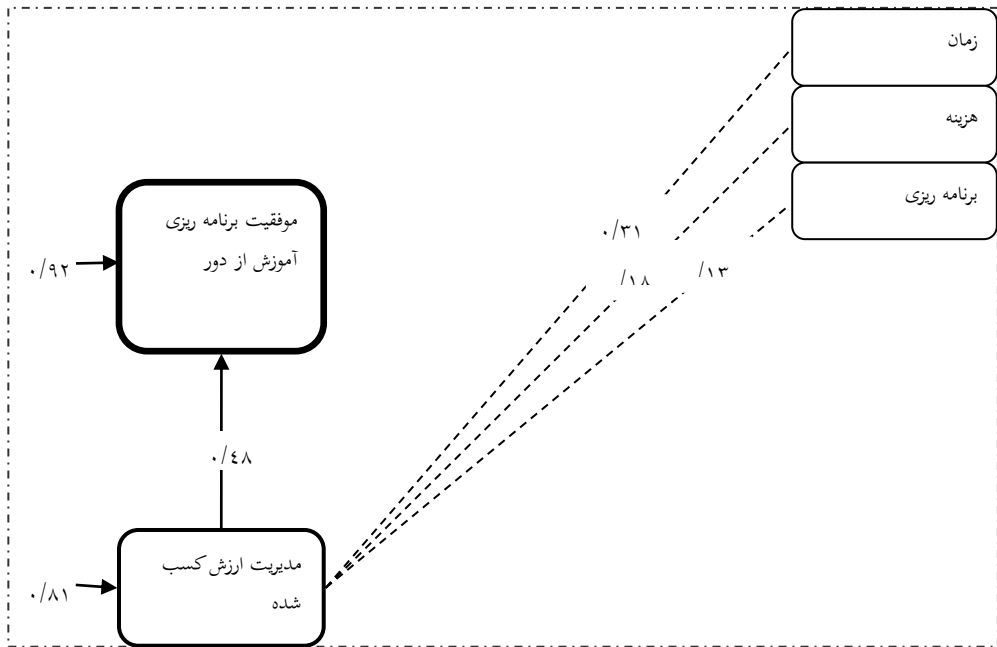 زمان
هزینه
برنامه ریزی
موفقیت برنامه ریزی
آموزش از دور
۰/۳۱
/۱۸
/۱۳
۰/۹۲
۰/٤۸
مدیریت ارزش کسب
شده
۰/۸۱